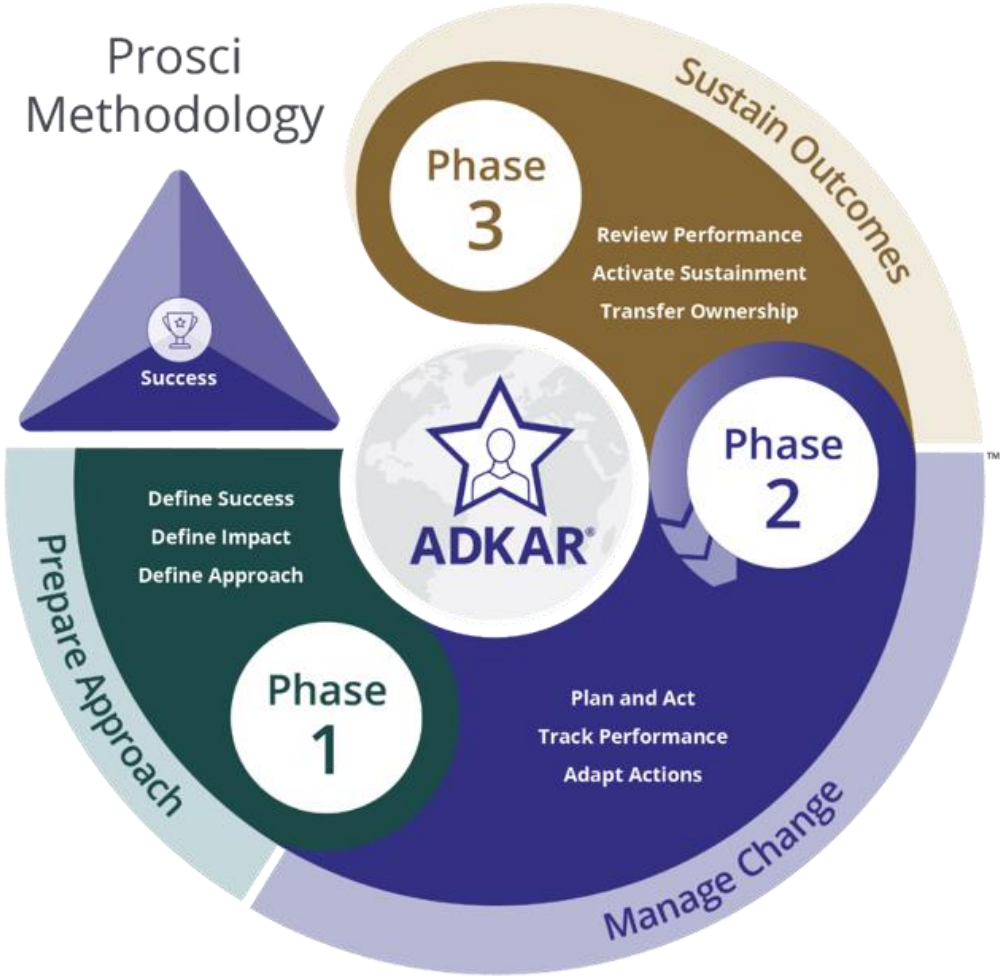 Prosci
Methodology
Success
Phase
1
Prepare Approach
Define Success
Define Impact
Define Approach
Phase
2
Manage Change
Plan and Act
Track Performance
Adapt Actions
Phase
3
Sustain Outcomes
Review Performance
Activate Sustainment
Transfer Ownership
ADKAR®
™